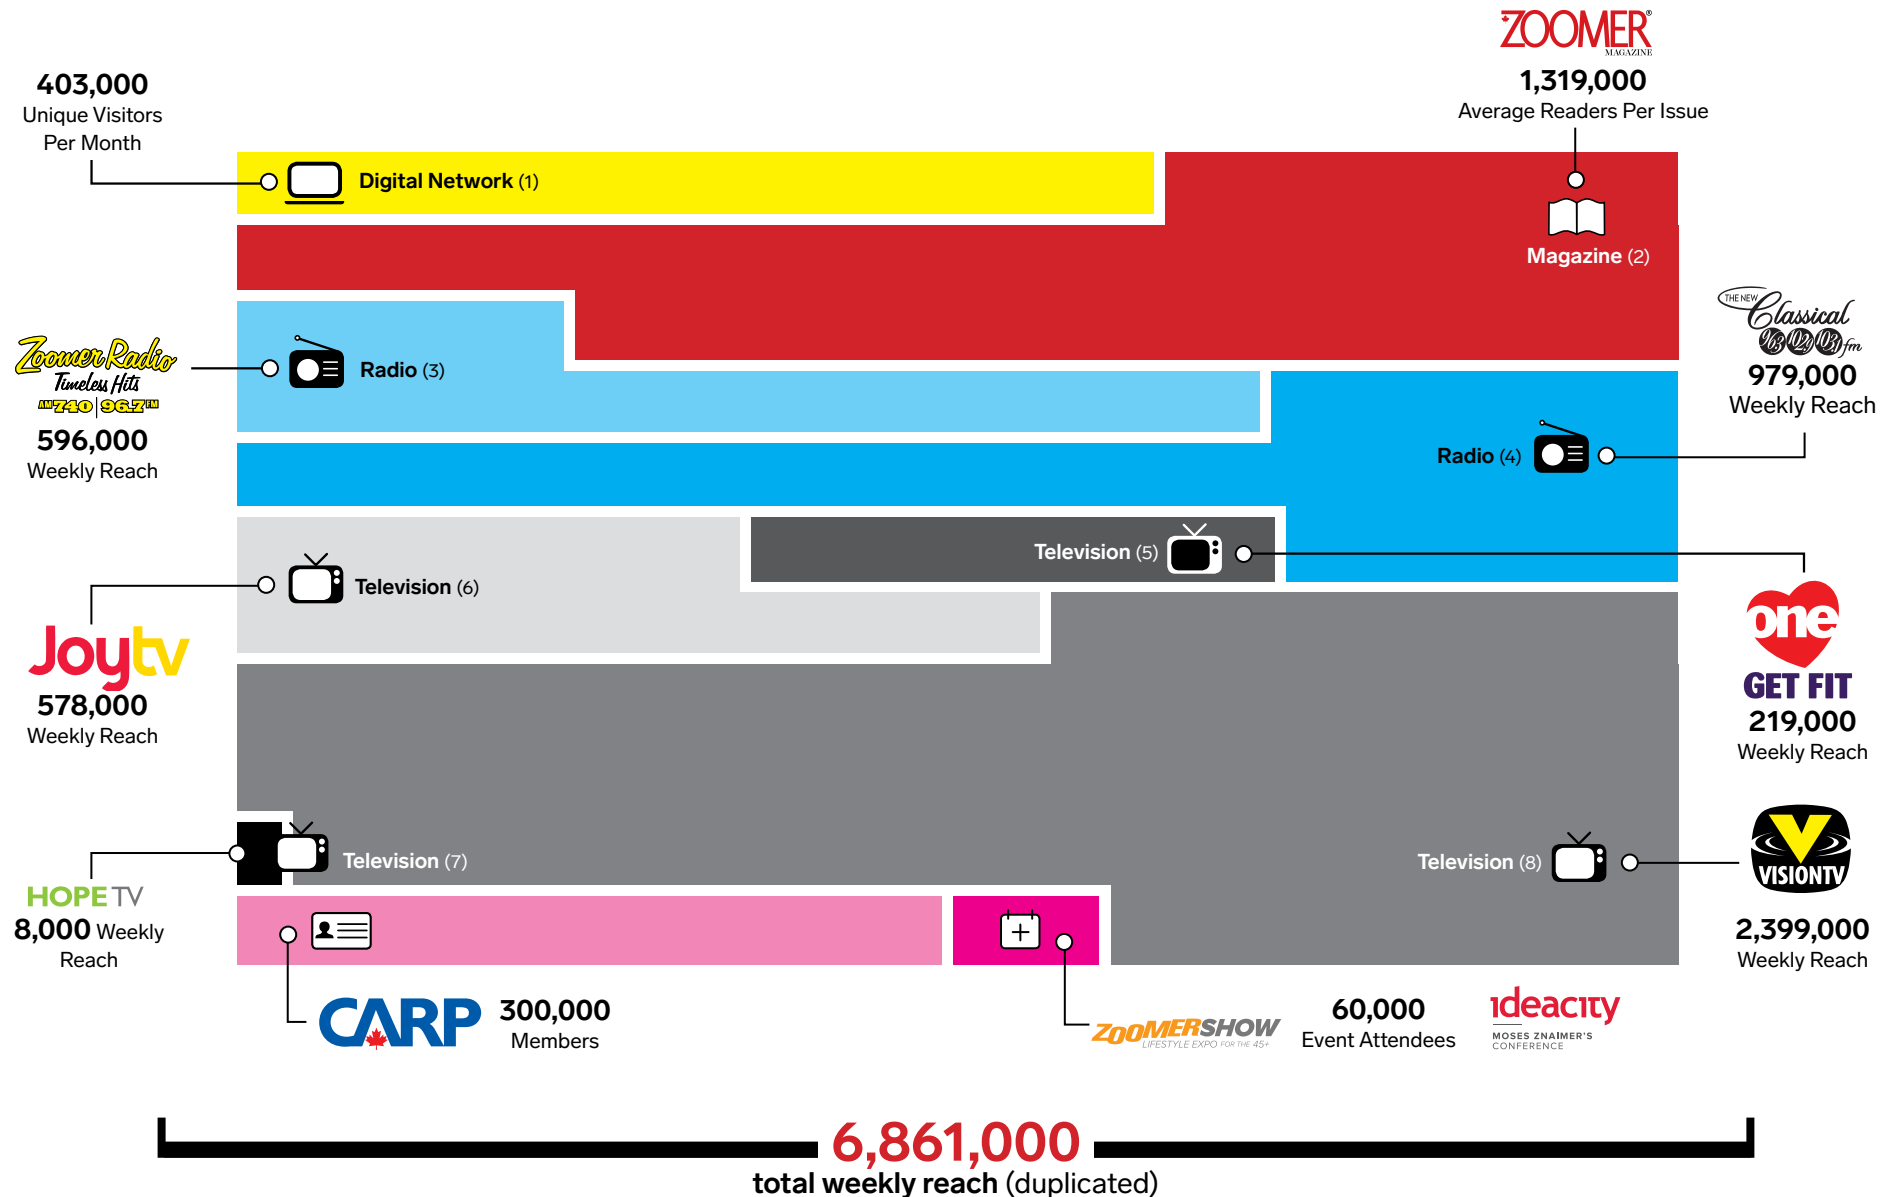 ZOOMER®
MAGAZINE
1,319,000
Average Readers Per Issue
403,000
Unique Visitors
Per Month
Digital Network (1)
Magazine (2)
Zoomer Radio
Timeless Hits
AM 740 | 96.7 FM
596,000
Weekly Reach
Radio (3)
THE NEW
Classical
96.3 102.9 103.1 fm
979,000
Weekly Reach
Radio (4)
Television (5)
Television (6)
Joytv
578,000
Weekly Reach
one
GET FIT
219,000
Weekly Reach
HOPE TV
8,000 Weekly
Reach
Television (7)
Television (8)
VISIONTV
2,399,000
Weekly Reach
CARP
300,000
Members
ZOOMERSHOW
LIFESTYLE EXPO FOR THE 45+
60,000
Event Attendees
ideacity
MOSES ZNAIMER'S
CONFERENCE
6,861,000
total weekly reach (duplicated)